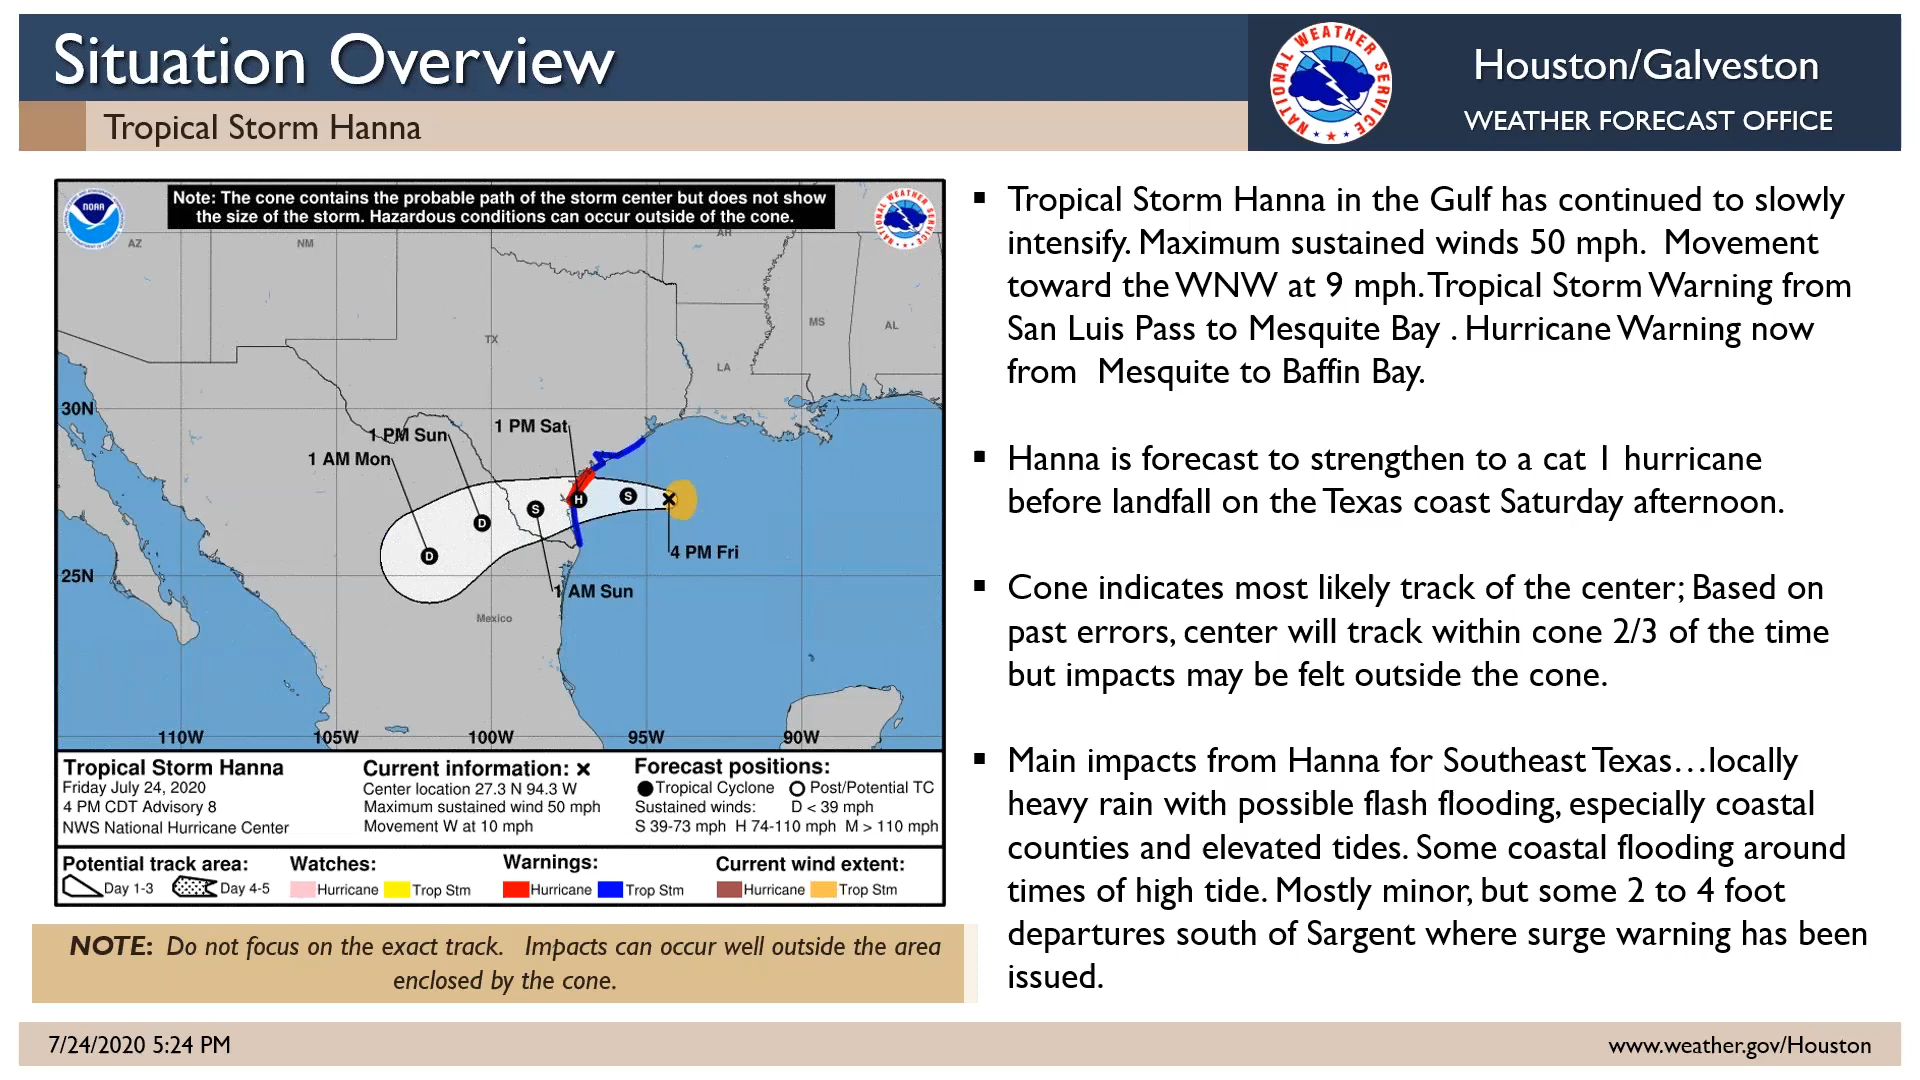 Situation Overview
Tropical Storm Hanna
NATIONAL WEATHER SERVICE
Houston/Galveston
WEATHER FORECAST OFFICE
Note: The cone contains the probable path of the storm center but does not show
the size of the storm. Hazardous conditions can occur outside of the cone.
NOAA
NATIONAL WEATHER SERVICE
AZ
NM
AR
TX
MS
AL
LA
30N
1 PM Sat
1 PM Sun
1 AM Mon
H
S
S
D
D
4 PM Fri
25N
1 AM Sun
Mexico
110W
105W
100W
95W
90W
Tropical Storm Hanna
Friday July 24, 2020
4 PM CDT Advisory 8
NWS National Hurricane Center
Current information: x
Center location 27.3 N 94.3 W
Maximum sustained wind 50 mph
Movement W at 10 mph
Forecast positions:
Tropical Cyclone Post/Potential TC
Sustained winds: D < 39 mph
S 39-73 mph H 74-110 mph M > 110 mph
Potential track area:
Day 1-3 Day 4-5
Watches:
Hurricane Trop Stm
Warnings:
Hurricane Trop Stm
Current wind extent:
Hurricane Trop Stm
NOTE: Do not focus on the exact track. Impacts can occur well outside the area
enclosed by the cone.
▪ Tropical Storm Hanna in the Gulf has continued to slowly
intensify. Maximum sustained winds 50 mph. Movement
toward the WNW at 9 mph. Tropical Storm Warning from
San Luis Pass to Mesquite Bay . Hurricane Warning now
from Mesquite to Baffin Bay.
▪ Hanna is forecast to strengthen to a cat 1 hurricane
before landfall on the Texas coast Saturday afternoon.
▪ Cone indicates most likely track of the center; Based on
past errors, center will track within cone 2/3 of the time
but impacts may be felt outside the cone.
▪ Main impacts from Hanna for Southeast Texas…locally
heavy rain with possible flash flooding, especially coastal
counties and elevated tides. Some coastal flooding around
times of high tide. Mostly minor, but some 2 to 4 foot
departures south of Sargent where surge warning has been
issued.
7/24/2020 5:24 PM
www.weather.gov/Houston